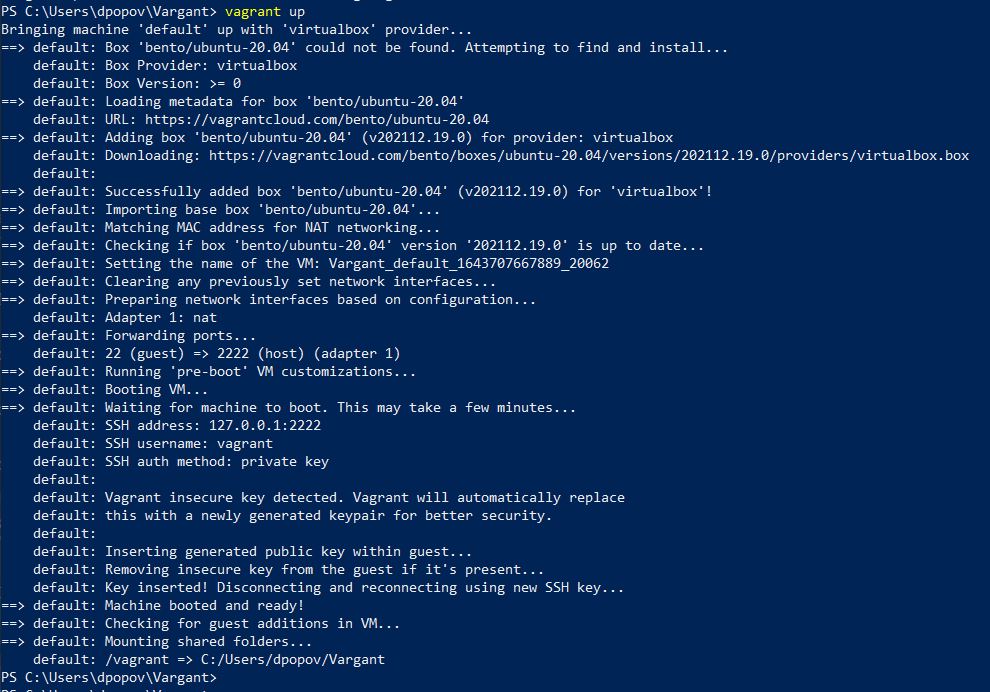 PS C:\Users\dpopov\Vargant> vagrant up
Bringing machine 'default' up with 'virtualbox' provider...
==> default: Box 'bento/ubuntu-20.04' could not be found. Attempting to find and install...
    default: Box Provider: virtualbox
    default: Box Version: >= 0
==> default: Loading metadata for box 'bento/ubuntu-20.04'
    default: URL: https://vagrantcloud.com/bento/ubuntu-20.04
==> default: Adding box 'bento/ubuntu-20.04' (v202112.19.0) for provider: virtualbox
    default: Downloading: https://vagrantcloud.com/bento/boxes/ubuntu-20.04/versions/202112.19.0/providers/virtualbox.box
    default:
==> default: Successfully added box 'bento/ubuntu-20.04' (v202112.19.0) for 'virtualbox'!
==> default: Importing base box 'bento/ubuntu-20.04'...
==> default: Matching MAC address for NAT networking...
==> default: Checking if box 'bento/ubuntu-20.04' version '202112.19.0' is up to date...
==> default: Setting the name of the VM: Vargant_default_1643707667889_20062
==> default: Clearing any previously set network interfaces...
==> default: Preparing network interfaces based on configuration...
    default: Adapter 1: nat
==> default: Forwarding ports...
    default: 22 (guest) => 2222 (host) (adapter 1)
==> default: Running 'pre-boot' VM customizations...
==> default: Booting VM...
==> default: Waiting for machine to boot. This may take a few minutes...
    default: SSH address: 127.0.0.1:2222
    default: SSH username: vagrant
    default: SSH auth method: private key
    default:
    default: Vagrant insecure key detected. Vagrant will automatically replace
    default: this with a newly generated keypair for better security.
    default:
    default: Inserting generated public key within guest...
    default: Removing insecure key from the guest if it's present...
    default: Key inserted! Disconnecting and reconnecting using new SSH key...
==> default: Machine booted and ready!
==> default: Checking for guest additions in VM...
==> default: Mounting shared folders...
    default: /vagrant => C:/Users/dpopov/Vargant
PS C:\Users\dpopov\Vargant>